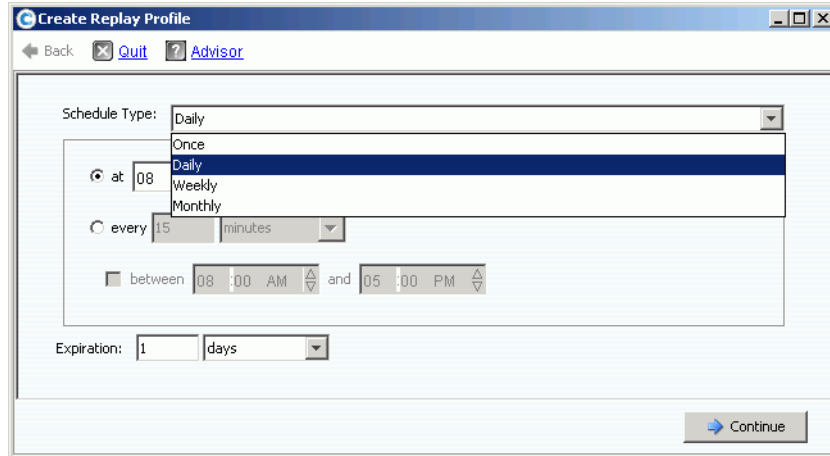 Create Replay Profile
Back Quit ? Advisor
Schedule Type: Daily
Once
Daily
Weekly
Monthly
at 08
every 15 minutes
between 08 :00 AM and 05 :00 PM
Expiration: 1 days
Continue